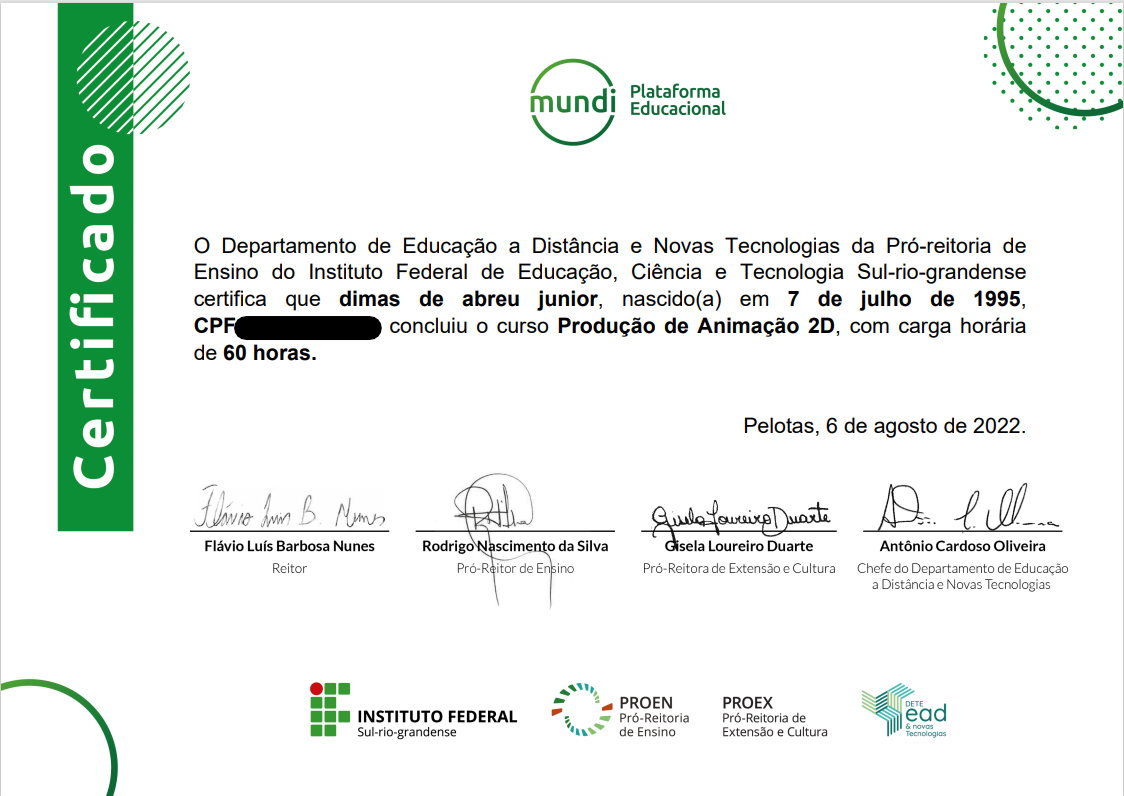 Certificado
mundi
Plataforma
Educacional
O Departamento de Educação a Distância e Novas Tecnologias da Pró-reitoria de
Ensino do Instituto Federal de Educação, Ciência e Tecnologia Sul-rio-grandense
certifica que dimas de abreu junior, nascido(a) em 7 de julho de 1995,
CPF concluiu o curso Produção de Animação 2D, com carga horária
de 60 horas.
Pelotas, 6 de agosto de 2022.
Flávio Luis B. Nunes
Gisela Loureiro Duarte
Flávio Luís Barbosa Nunes
Reitor
Rodrigo Nascimento da Silva
Pró-Reitor de Ensino
Gisela Loureiro Duarte
Pró-Reitora de Extensão e Cultura
Antônio Cardoso Oliveira
Chefe do Departamento de Educação
a Distância e Novas Tecnologias
INSTITUTO FEDERAL
Sul-rio-grandense
PROEN
Pró-Reitoria
de Ensino
PROEX
Pró-Reitoria de
Extensão e Cultura
DETE
ead
& novas
Tecnologias